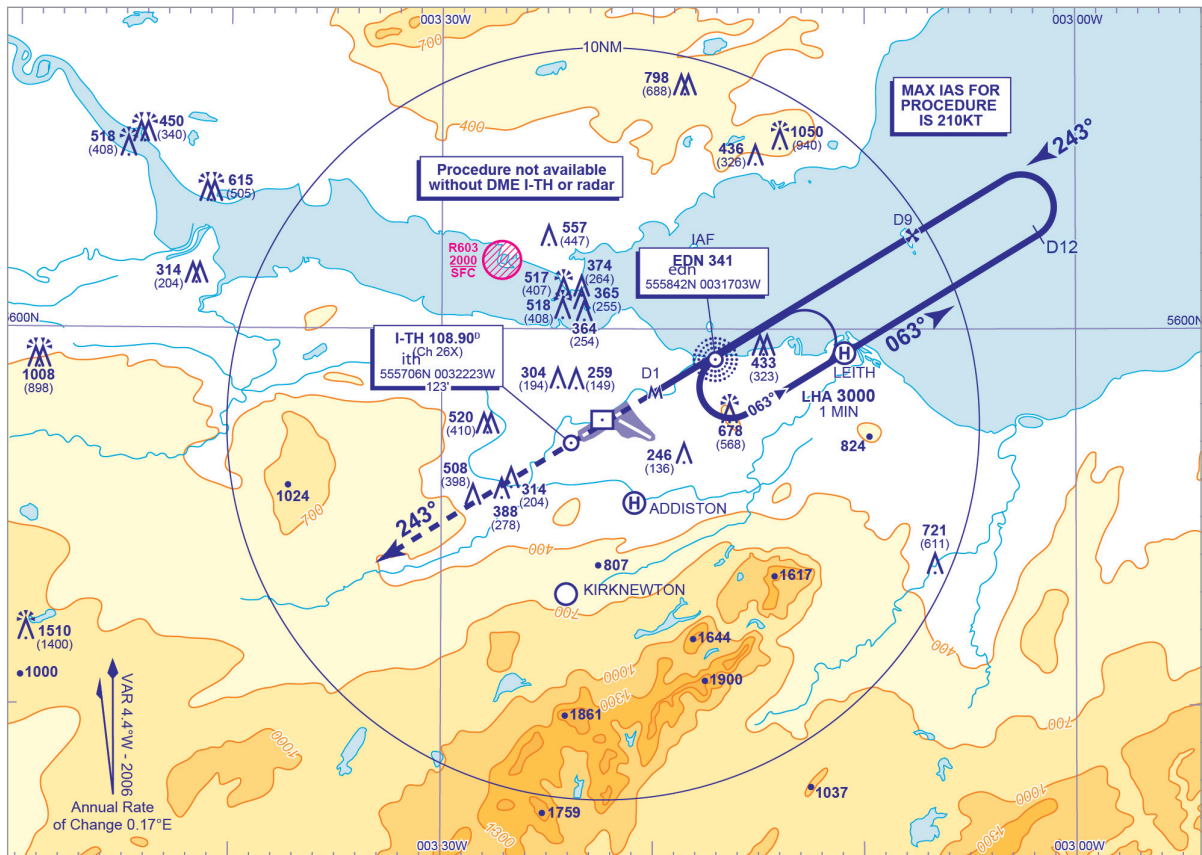 003 30 W
003 00 W
700
10NM
798
(688)
MAX IAS FOR
PROCEDURE
IS 210KT
450
(340)
518
(408)
400
1050
(940)
436
(326)
243°
Procedure not available
without DME I-TH or radar
615
(505)
557
(447)
D9
D12
IAF
EDN 341
edn
555842N 0031703W
R603
2000
SFC
314
(204)
517
(407)
374
(264)
365
(255)
518
(408)
364
(254)
5600N
5600N
063°
I-TH 108.90D
(Ch 26X)
ith
555706N 0032223W
123'
433
(323)
LEITH
1008
(898)
304
(194)
259
(149)
D1
063°
LHA 3000
1 MIN
520
(410)
678
(568)
824
246
(136)
508
(398)
1024
314
(204)
388
(278)
700
243°
ADDISTON
400
721
(611)
807
1617
KIRKNEWTON
700
1510
(1400)
1644
400
1000
1000
1900
1300
VAR 4.4°W - 2006
1861
700
1000
Annual Rate
of Change 0.17°E
1037
1000
1759
1300
1300
003 30W
003 00W